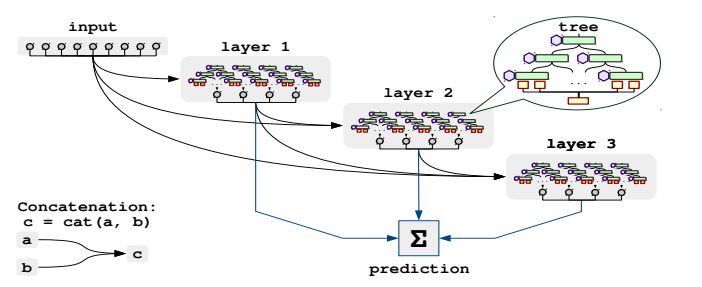 input
layer 1
layer 2
tree
layer 3
Concatenation:
c = cat(a, b)
a
c
b
Σ
prediction